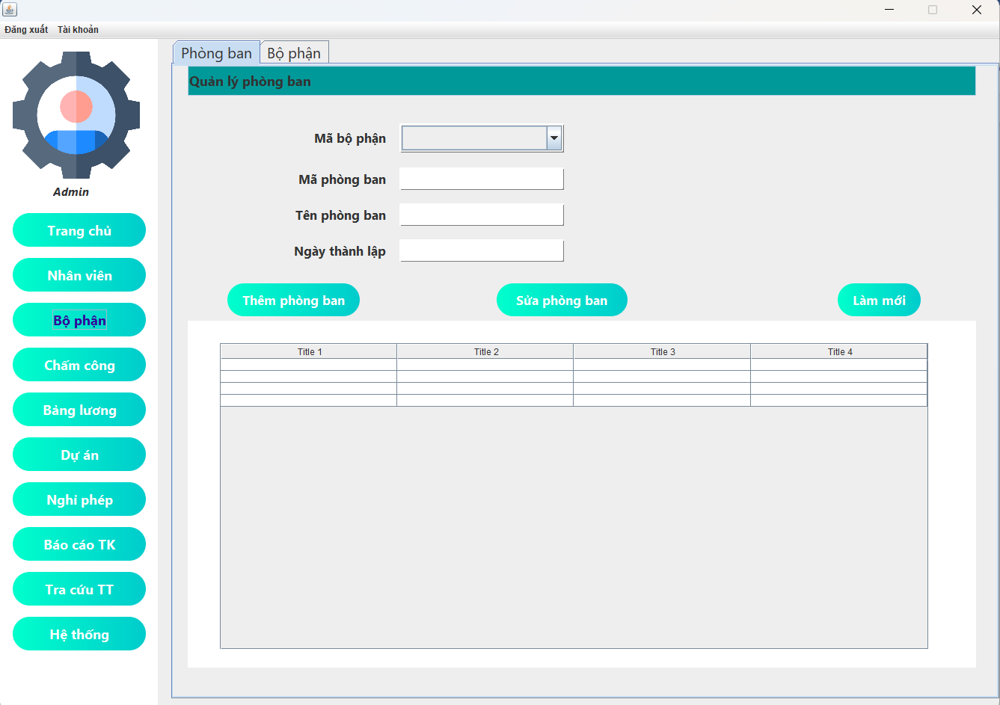 Đăng xuất Tài khoản
Admin
Trang chủ
Nhân viên
Bộ phận
Chấm công
Bảng lương
Dự án
Nghỉ phép
Báo cáo TK
Tra cứu TT
Hệ thống
Phòng ban Bộ phận
Quản lý phòng ban
Mã bộ phận
Mã phòng ban
Tên phòng ban
Ngày thành lập
Thêm phòng ban Sửa phòng ban Làm mới
Title 1 Title 2 Title 3 Title 4